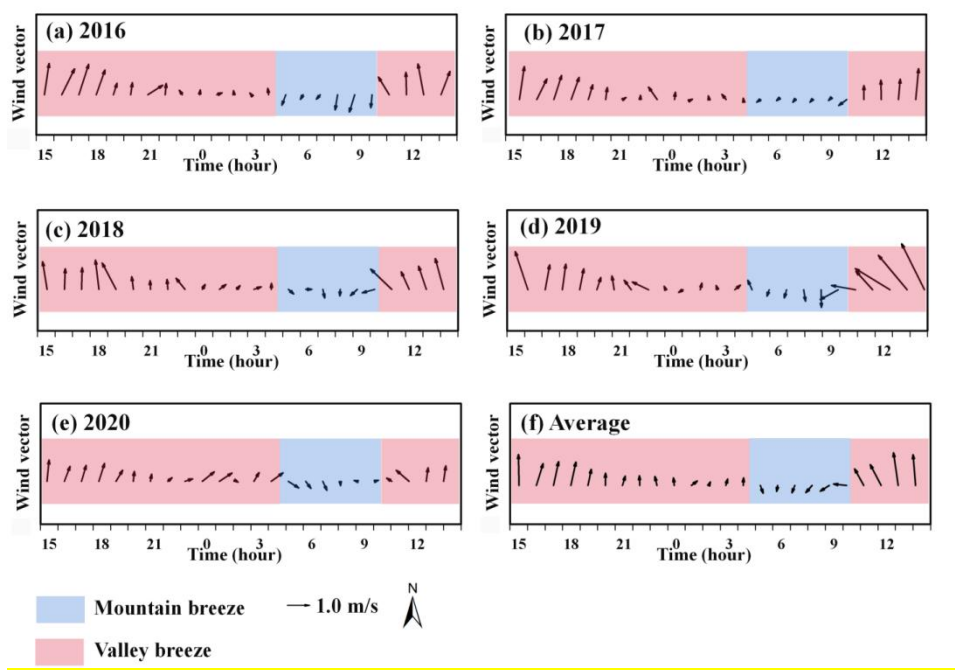 (a) 2016
Wind vector
15 18 21 0 3 6 9 12
Time (hour)
(b) 2017
Wind vector
15 18 21 0 3 6 9 12
Time (hour)
(c) 2018
Wind vector
15 18 21 0 3 6 9 12
Time (hour)
(d) 2019
Wind vector
15 18 21 0 3 6 9 12
Time (hour)
(e) 2020
Wind vector
15 18 21 0 3 6 9 12
Time (hour)
(f) Average
Wind vector
15 18 21 0 3 6 9 12
Time (hour)
Mountain breeze
1.0 m/s
N
Valley breeze